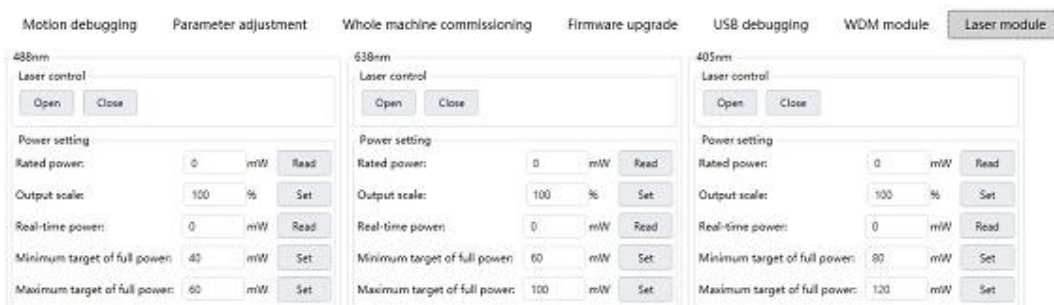 Motion debugging Parameter adjustment Whole machine commissioning Firmware upgrade USB debugging WDM module Laser module
488nm 638nm 405nm
Laser control Laser control Laser control
Open Close Open Close Open Close
Power setting Power setting Power setting
Rated power: 0 mW Read Rated power: 0 mW Read Rated power: 0 mW Read
Output scale: 100 % Set Output scale: 100 % Set Output scale: 100 % Set
Real-time power: 0 mW Read Real-time power: 0 mW Read Real-time power: 0 mW Read
Minimum target of full power: 40 mW Set Minimum target of full power: 60 mW Set Minimum target of full power: 80 mW Set
Maximum target of full power: 60 mW Set Maximum target of full power: 100 mW Set Maximum target of full power: 120 mW Set